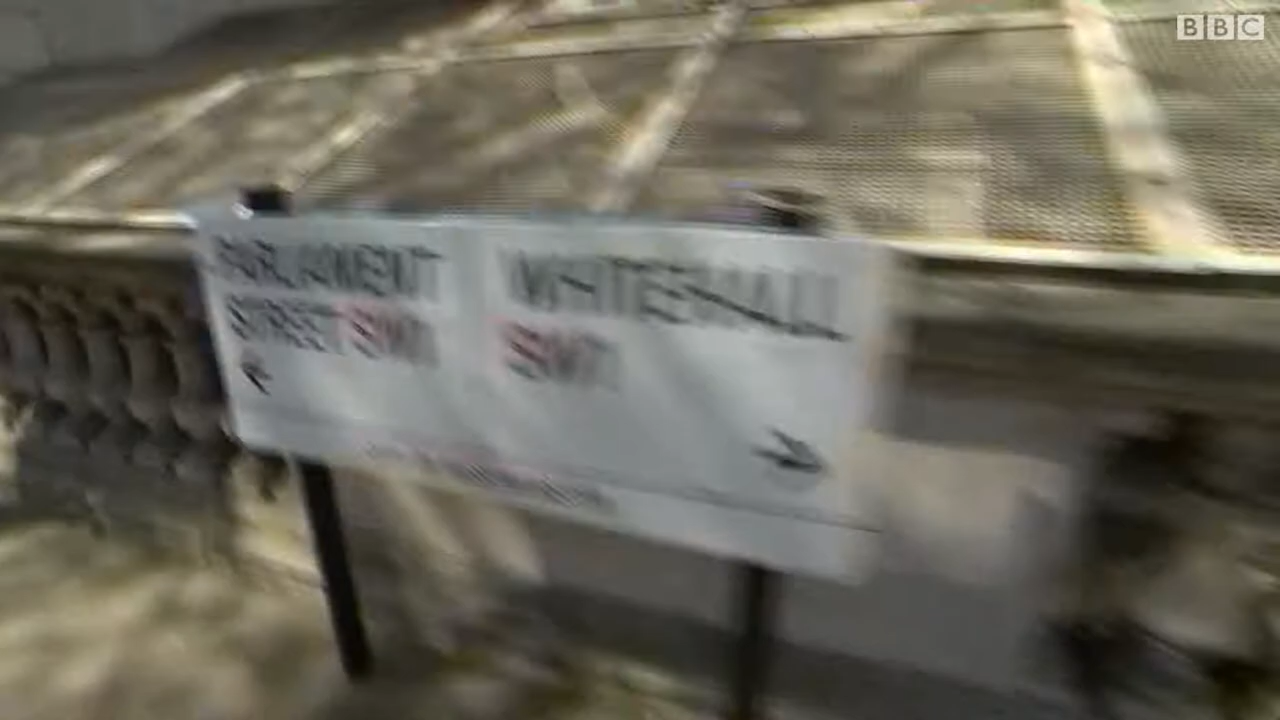 BBC
PARLIAMENT
STREET SW1
WHITEHALL
SW1